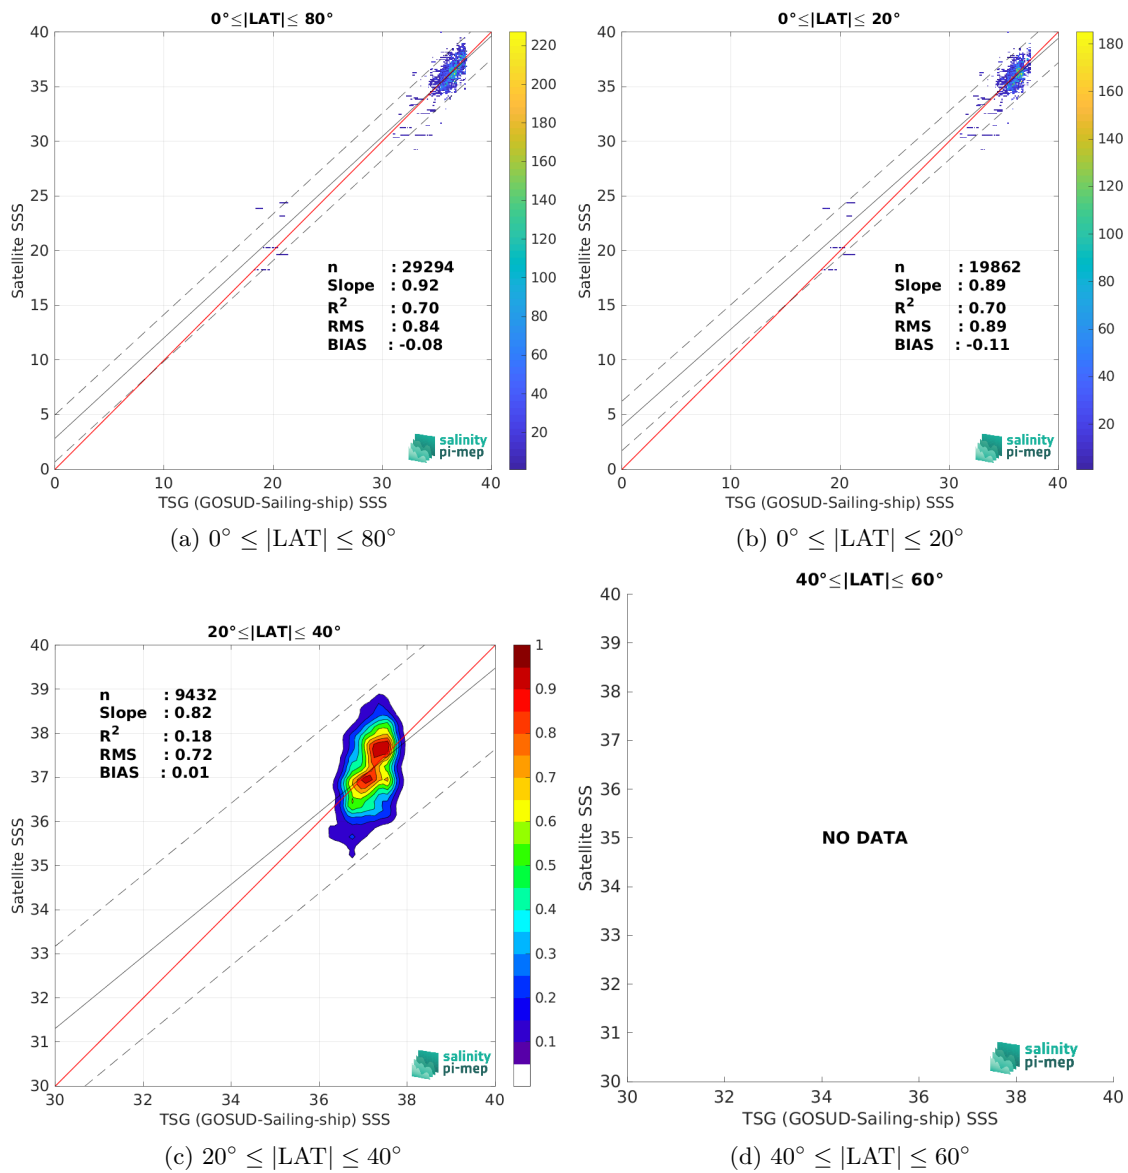 0°≤|LAT|≤ 80°
40
35
30
25
20
15
10
5
0
Satellite SSS
n : 29294
Slope : 0.92
R² : 0.70
RMS : 0.84
BIAS : -0.08
salinity
pi-mep
0 10 20 30 40
TSG (GOSUD-Sailing-ship) SSS
220
200
180
160
140
120
100
80
60
40
20
(a) 0° ≤ |LAT| ≤ 80°
0°≤|LAT|≤ 20°
40
35
30
25
20
15
10
5
0
Satellite SSS
n : 19862
Slope : 0.89
R² : 0.70
RMS : 0.89
BIAS : -0.11
salinity
pi-mep
0 10 20 30 40
TSG (GOSUD-Sailing-ship) SSS
180
160
140
120
100
80
60
40
20
(b) 0° ≤ |LAT| ≤ 20°
20°≤|LAT|≤ 40°
40
39
38
37
36
35
34
33
32
31
30
Satellite SSS
n : 9432
Slope : 0.82
R² : 0.18
RMS : 0.72
BIAS : 0.01
salinity
pi-mep
30 32 34 36 38 40
TSG (GOSUD-Sailing-ship) SSS
1
0.9
0.8
0.7
0.6
0.5
0.4
0.3
0.2
0.1
(c) 20° ≤ |LAT| ≤ 40°
40°≤|LAT|≤ 60°
40
39
38
37
36
35
34
33
32
31
30
Satellite SSS
NO DATA
salinity
pi-mep
30 32 34 36 38 40
TSG (GOSUD-Sailing-ship) SSS
(d) 40° ≤ |LAT| ≤ 60°